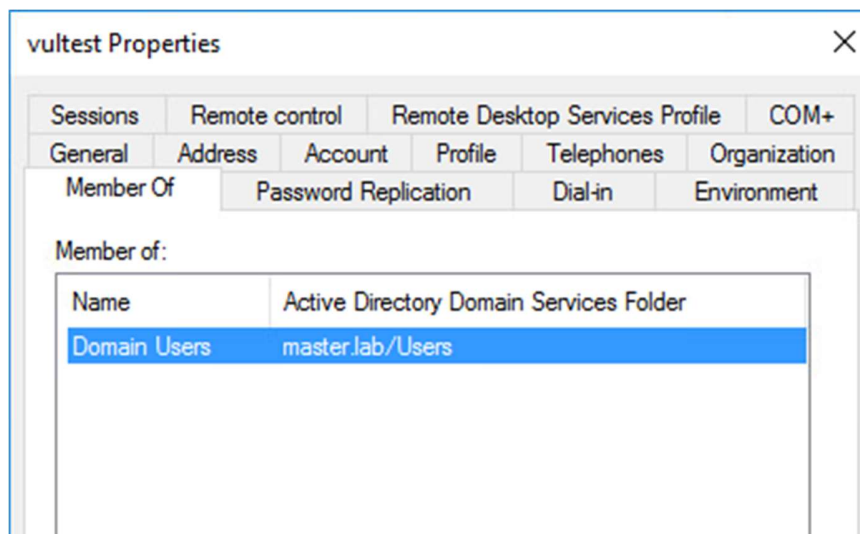 vultest Properties
Sessions Remote control Remote Desktop Services Profile COM+
General Address Account Profile Telephones Organization
Member Of Password Replication Dial-in Environment
Member of:
Name Active Directory Domain Services Folder
Domain Users master.lab/Users